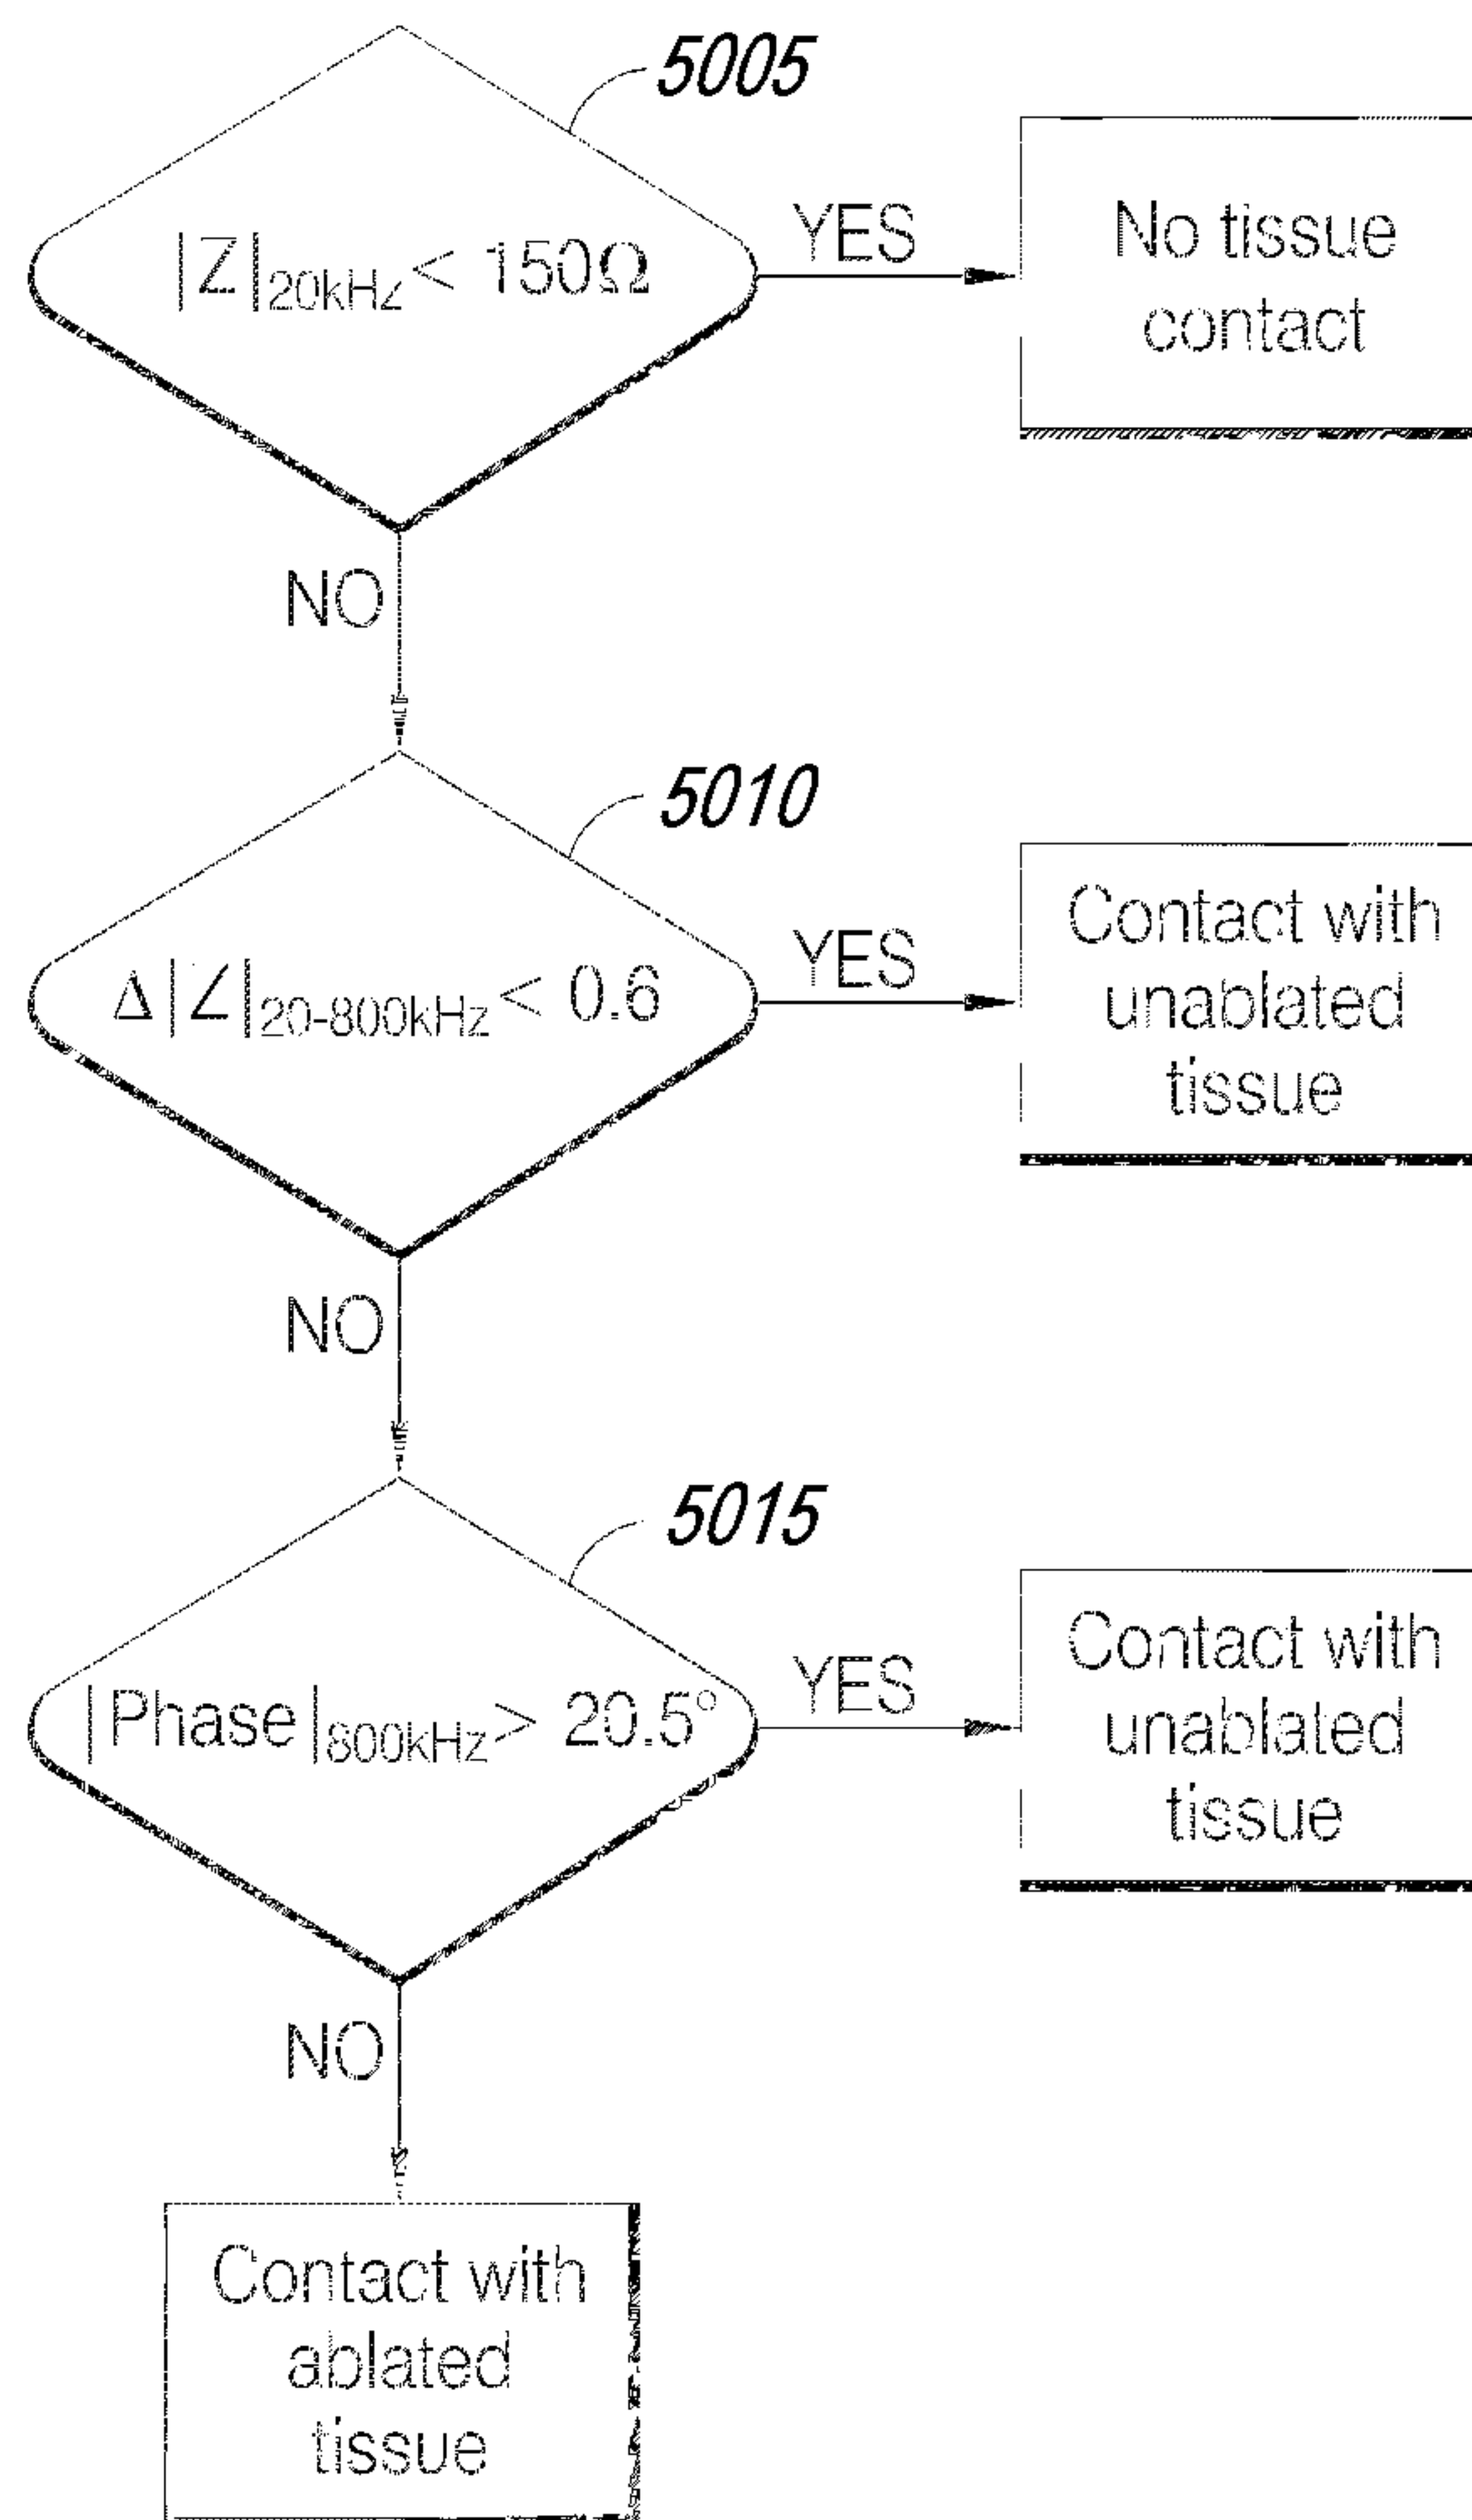 5005
|Z|20kHz < 150Ω
YES
No tissue
contact
NO
5010
Δ|Z|20-800kHz < 0.6
YES
Contact with
unablated
tissue
NO
5015
|Phase|800kHz > 20.5°
YES
Contact with
unablated
tissue
NO
Contact with
ablated
tissue